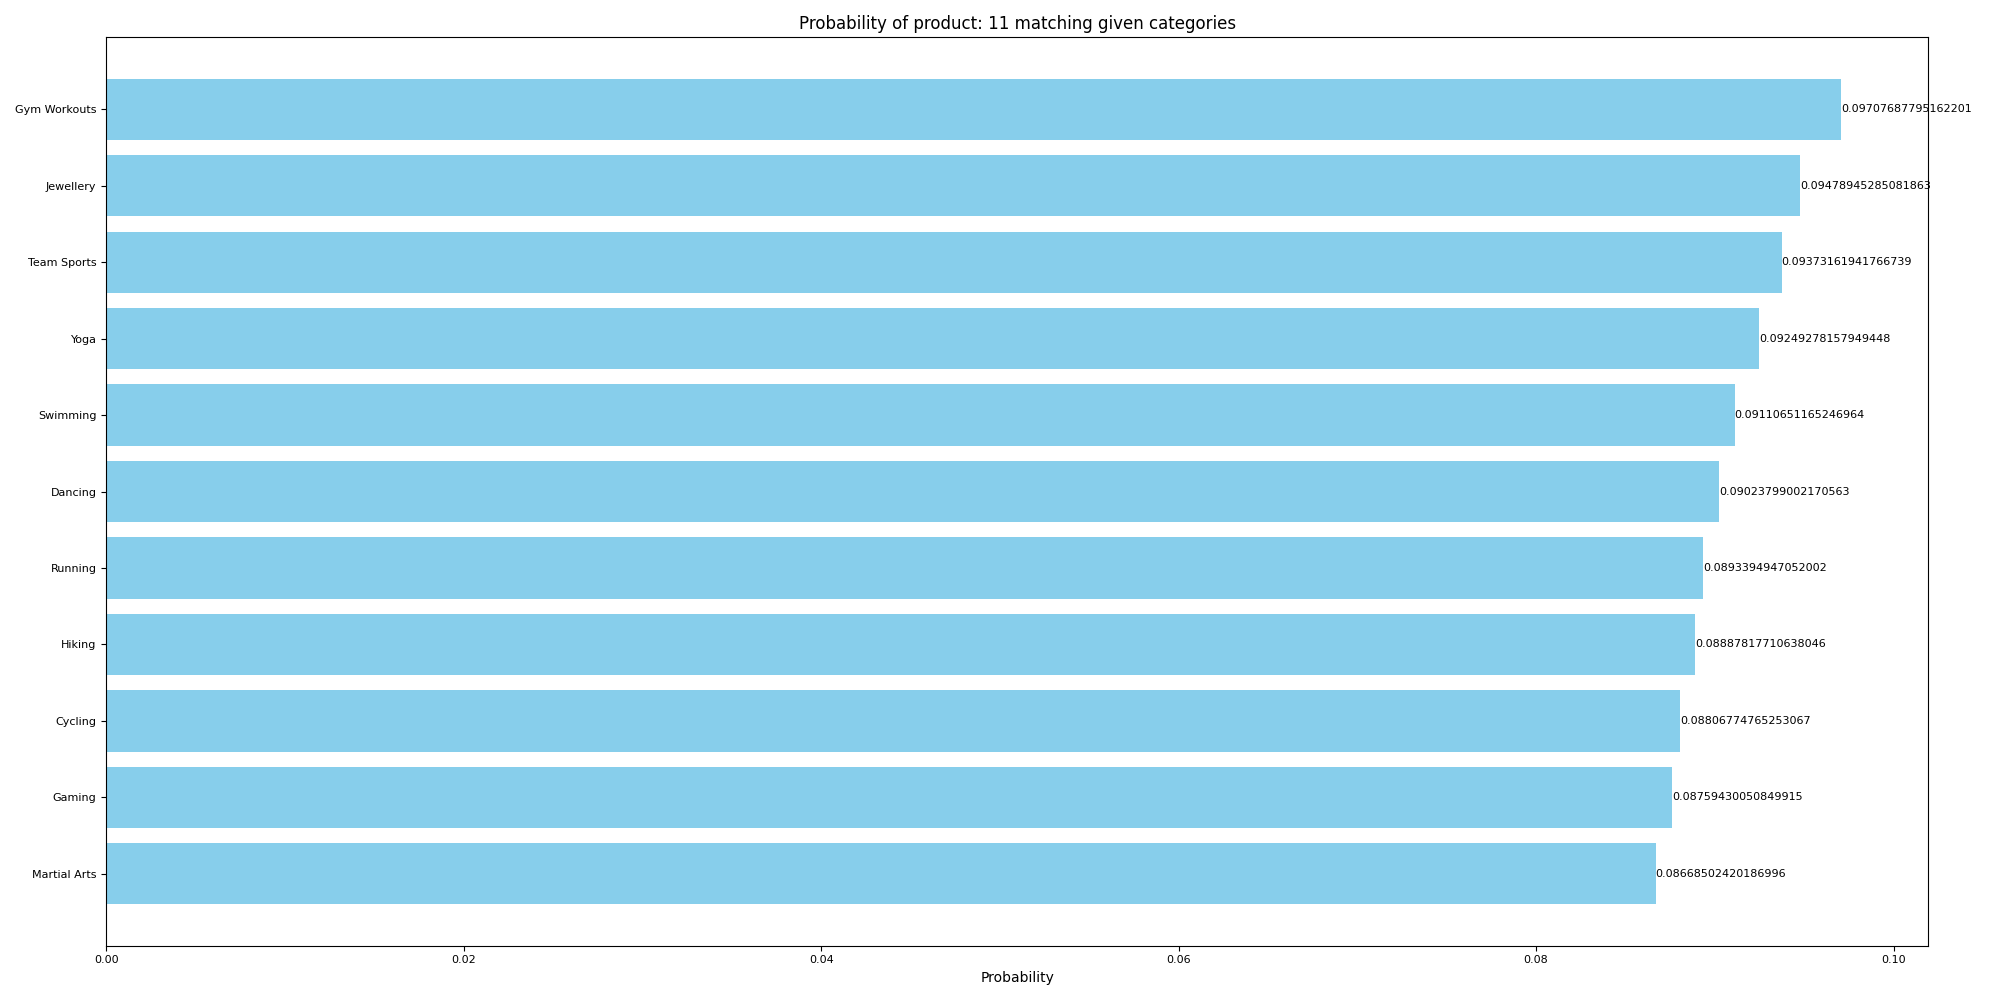 Probability of product: 11 matching given categories
Gym Workouts 0.09707687795162201
Jewellery 0.09478945285081863
Team Sports 0.09373161941766739
Yoga 0.09249278157949448
Swimming 0.09110651165246964
Dancing 0.09023799002170563
Running 0.0893394947052002
Hiking 0.08887817710638046
Cycling 0.08806774765253067
Gaming 0.08759430050849915
Martial Arts 0.08668502420186996
0.00 0.02 0.04 0.06 0.08 0.10
Probability